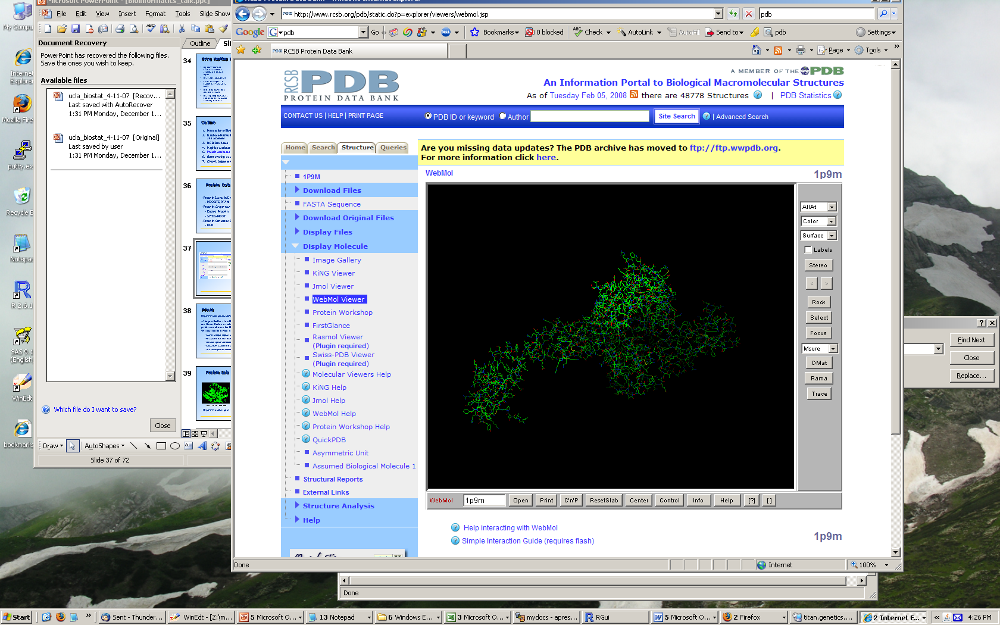 My Compu
Internet
Explorer
Mozilla Fire
putty.ex
Recycle B
Notepad
R 2.6.1
SAS 9.1
(English)
WinEdt
bookmarks
Microsoft PowerPoint - [Bioinformatics_talk.ppt]
File Edit View Insert Format Tools Slide Show
Document Recovery
PowerPoint has recovered the following files.
Save the ones you wish to keep.
Available files
ucla_biostat_4-11-07 [Recov...
Last saved with AutoRecover
1:31 PM Monday, December 1...
ucla_biostat_4-11-07 [Original]
Last saved by user
1:31 PM Monday, December 1...
Which file do I want to save?
Close
Outline Sli
34
35
Outline
36
Protein Data
37
38
PFAM
39
Protein Data
Draw AutoShapes
Slide 37 of 72
http://www.rcsb.org/pdb/static.do?p=explorer/viewers/webmol.jsp
pdb
Google pdb Go Bookmarks 0 blocked Check AutoLink AutoFill Send to pdb Settings
PDB RCSB Protein Data Bank
Page Tools
RCSB PDB
PROTEIN DATA BANK
A MEMBER OF THE PDB
An Information Portal to Biological Macromolecular Structures
As of Tuesday Feb 05, 2008 there are 48778 Structures | PDB Statistics
CONTACT US | HELP | PRINT PAGE
PDB ID or keyword Author Site Search | Advanced Search
Home Search Structure Queries
Are you missing data updates? The PDB archive has moved to ftp://ftp.wwpdb.org.
For more information click here.
1P9M
Download Files
FASTA Sequence
Download Original Files
Display Files
Display Molecule
Image Gallery
KiNG Viewer
Jmol Viewer
WebMol Viewer
Protein Workshop
FirstGlance
Rasmol Viewer
(Plugin required)
Swiss-PDB Viewer
(Plugin required)
Molecular Viewers Help
KiNG Help
Jmol Help
WebMol Help
Protein Workshop Help
QuickPDB
Asymmetric Unit
Assumed Biological Molecule 1
Structural Reports
External Links
Structure Analysis
Help
WebMol 1p9m
AllAt
Color
Surface
Labels
Stereo
< >
Rock
Select
Focus
Msure
DMat
Rama
Trace
WebMol 1p9m Open Print C'n'P ResetSlab Center Control Info Help [?] [ ]
Help interacting with WebMol
Simple Interaction Guide (requires flash)
1p9m
Done Internet 100%
Find Next
Close
Replace...
Done
Start Sent - Thunder... WinEdt - [Z:\m... 5 Microsoft O... 13 Notepad 6 Windows E... 3 Microsoft O... mydocs - apres... RGui 5 Microsoft O... 2 Firefox titan.genetics.... 2 Internet E... 4:26 PM